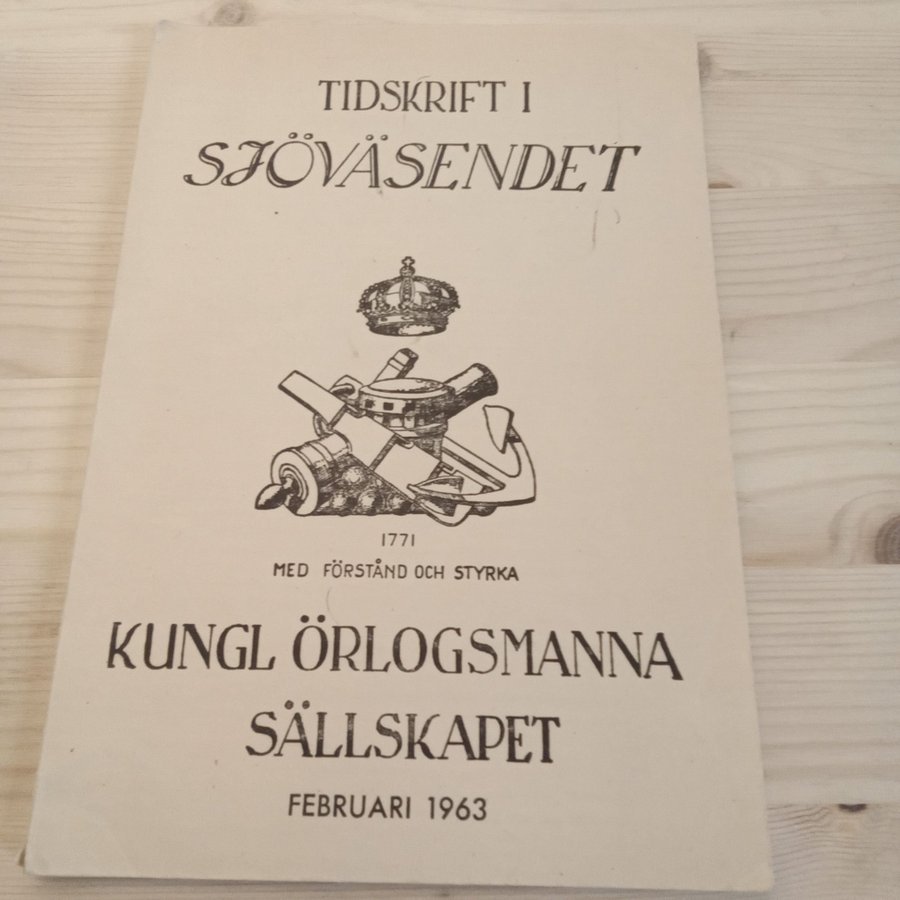 TIDSKRIFT I
SJÖVÄSENDET
1771
MED FÖRSTÅND OCH STYRKA
KUNGL ÖRLOGSMANNA
SÄLLSKAPET
FEBRUARI 1963